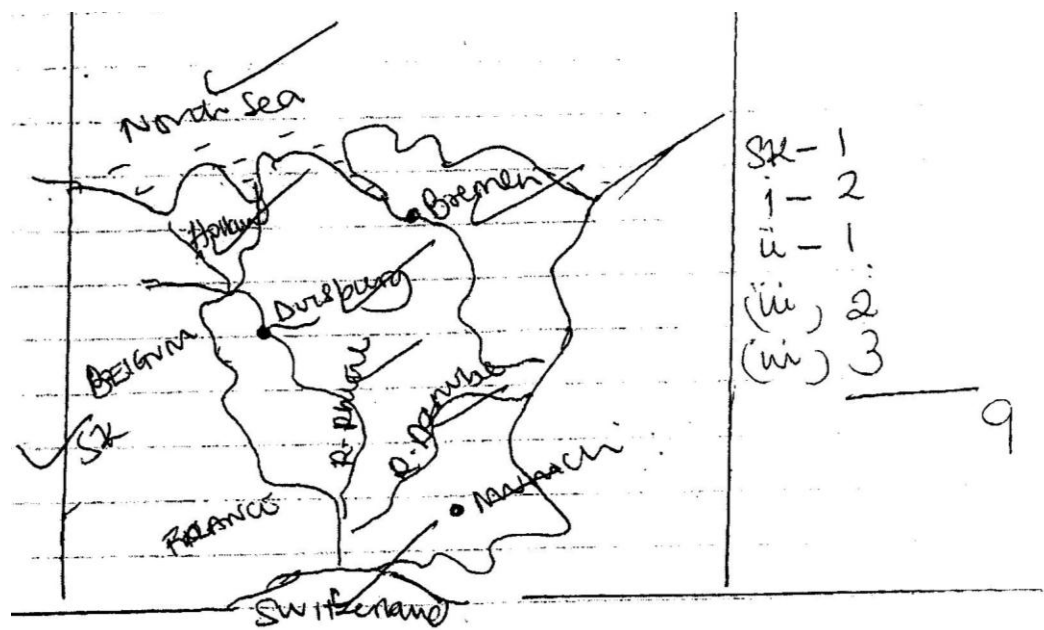 North Sea
Bremen
Holland
Duisburg
BElGNM
R. Rhine
R. Danube
SK
FRANCE
Munich
Switzerland
SK - 1
i - 2
ii - 1
(iii) 2
(iii) 3
9